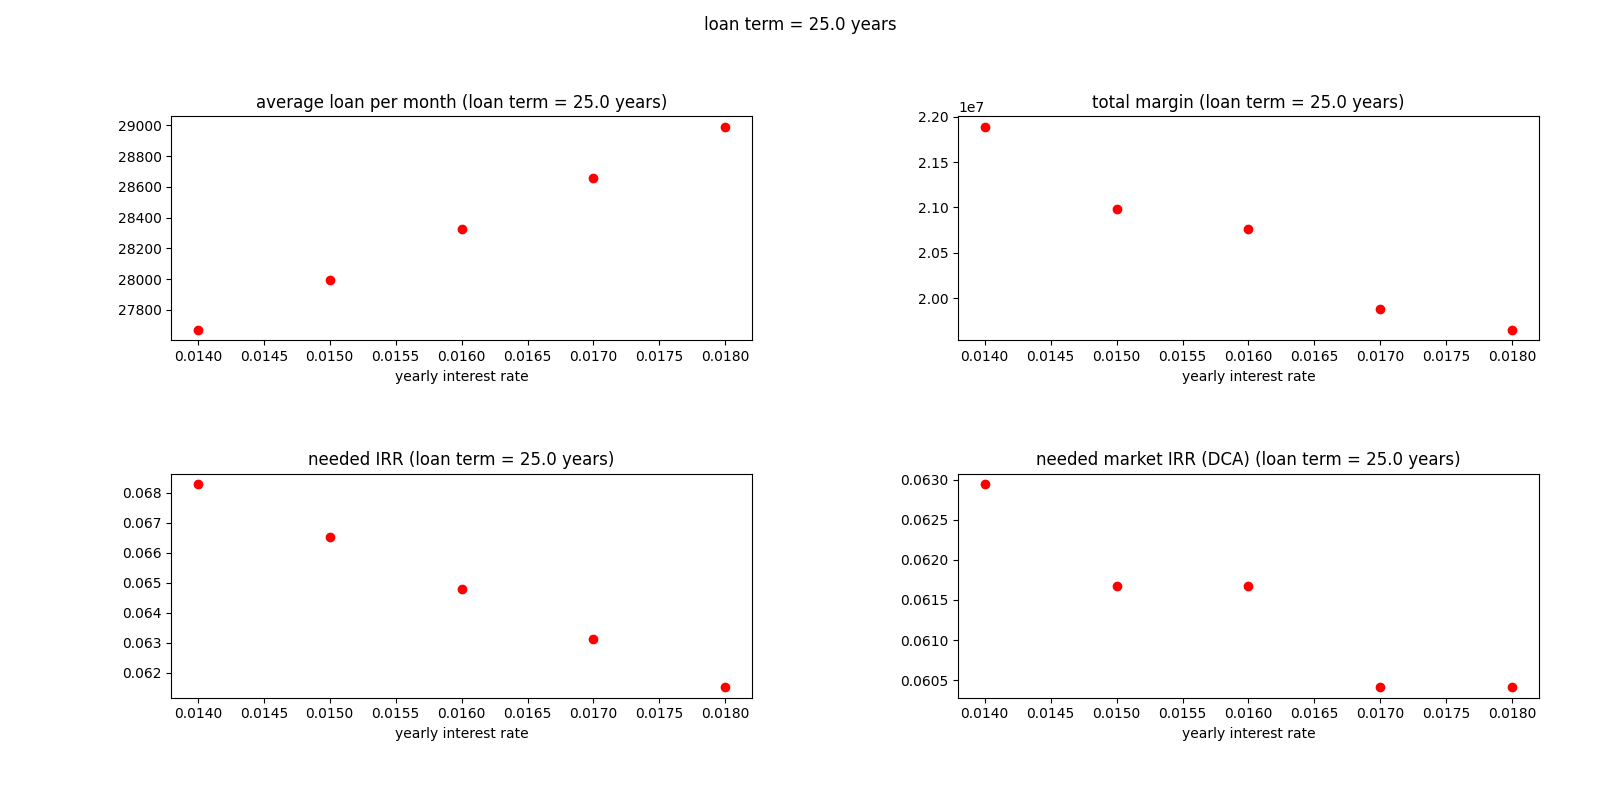 loan term = 25.0 years
average loan per month (loan term = 25.0 years)
29000
28800
28600
28400
28200
28000
27800
0.0140 0.0145 0.0150 0.0155 0.0160 0.0165 0.0170 0.0175 0.0180
yearly interest rate
total margin (loan term = 25.0 years)
1e7
2.20
2.15
2.10
2.05
2.00
0.0140 0.0145 0.0150 0.0155 0.0160 0.0165 0.0170 0.0175 0.0180
yearly interest rate
needed IRR (loan term = 25.0 years)
0.068
0.067
0.066
0.065
0.064
0.063
0.062
0.0140 0.0145 0.0150 0.0155 0.0160 0.0165 0.0170 0.0175 0.0180
yearly interest rate
needed market IRR (DCA) (loan term = 25.0 years)
0.0630
0.0625
0.0620
0.0615
0.0610
0.0605
0.0140 0.0145 0.0150 0.0155 0.0160 0.0165 0.0170 0.0175 0.0180
yearly interest rate